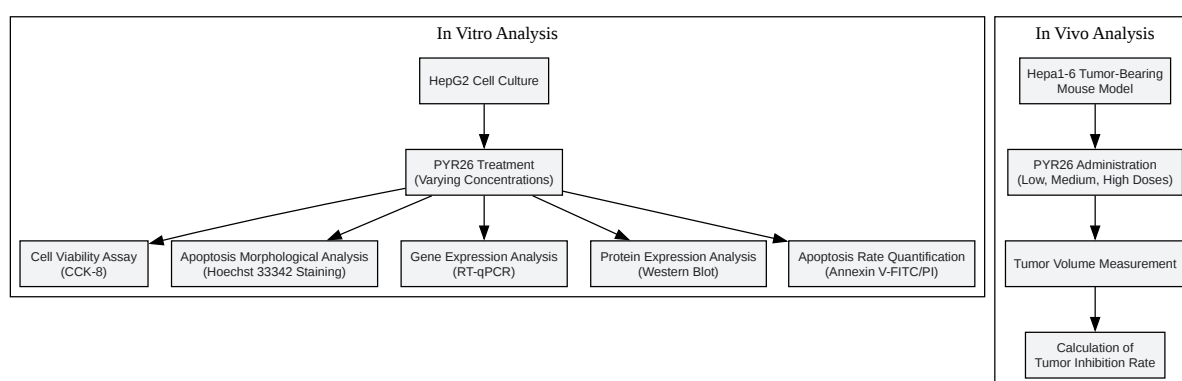 In Vitro Analysis
HepG2 Cell Culture
PYR26 Treatment
(Varying Concentrations)
Cell Viability Assay
(CCK-8)
Apoptosis Morphological Analysis
(Hoechst 33342 Staining)
Gene Expression Analysis
(RT-qPCR)
Protein Expression Analysis
(Western Blot)
Apoptosis Rate Quantification
(Annexin V-FITC/PI)
In Vivo Analysis
Hepa1-6 Tumor-Bearing
Mouse Model
PYR26 Administration
(Low, Medium, High Doses)
Tumor Volume Measurement
Calculation of
Tumor Inhibition Rate